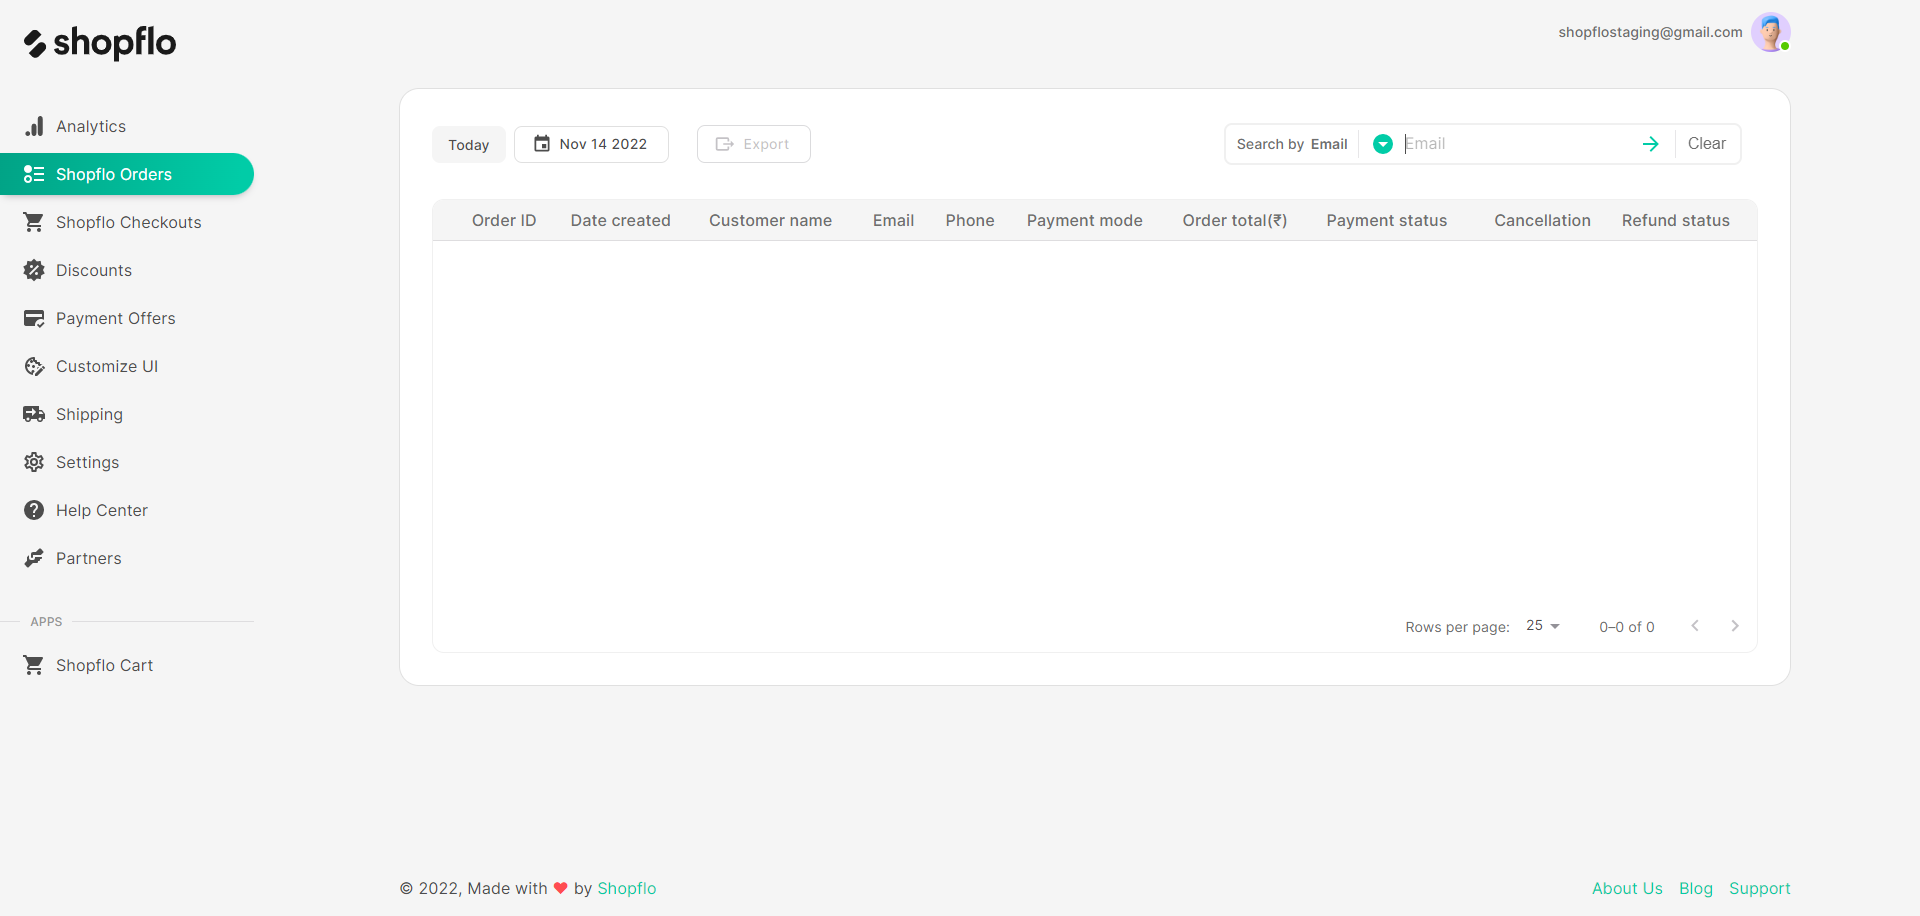 shopflo
shopflostaging@gmail.com
Analytics
Shopflo Orders
Shopflo Checkouts
Discounts
Payment Offers
Customize UI
Shipping
Settings
Help Center
Partners
APPS
Shopflo Cart
Today
Nov 14 2022
Export
Search by Email
Email
Clear
Order ID Date created Customer name Email Phone Payment mode Order total(₹) Payment status Cancellation Refund status
Rows per page: 25 0–0 of 0
© 2022, Made with ❤ by Shopflo
About Us Blog Support